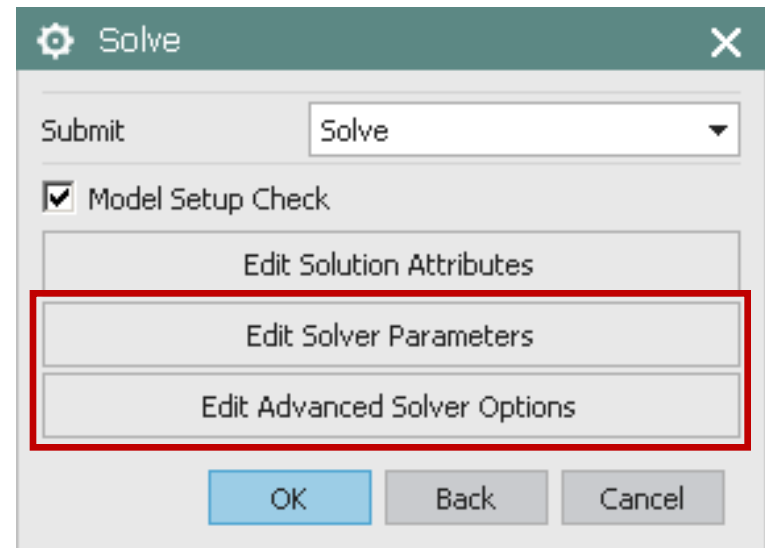 Solve
Submit Solve
Model Setup Check
Edit Solution Attributes
Edit Solver Parameters
Edit Advanced Solver Options
OK Back Cancel